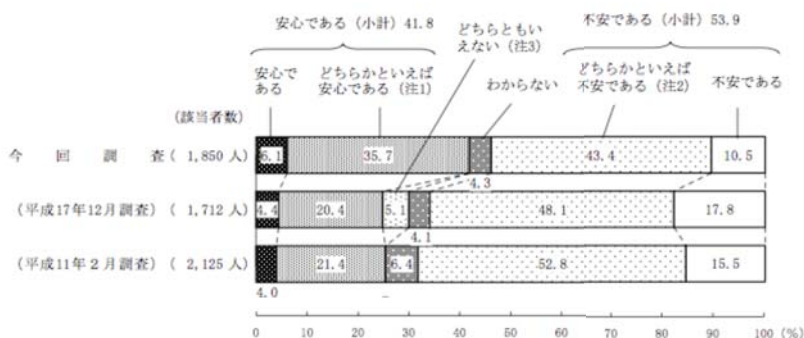 安心である（小計）41.8
どちらともいえない（注3）
不安である（小計）53.9
安心である
どちらかといえば安心である（注1）
わからない
どちらかといえば不安である（注2）
不安である
（該当者数）
今回調査（ 1,850 人） 6.1 35.7 4.3 43.4 10.5
（平成17年12月調査）（ 1,712 人） 4.4 20.4 5.1 4.1 48.1 17.8
（平成11年２月調査）（ 2,125 人） 4.0 21.4 － 6.4 52.8 15.5
0 10 20 30 40 50 60 70 80 90 100 (％)